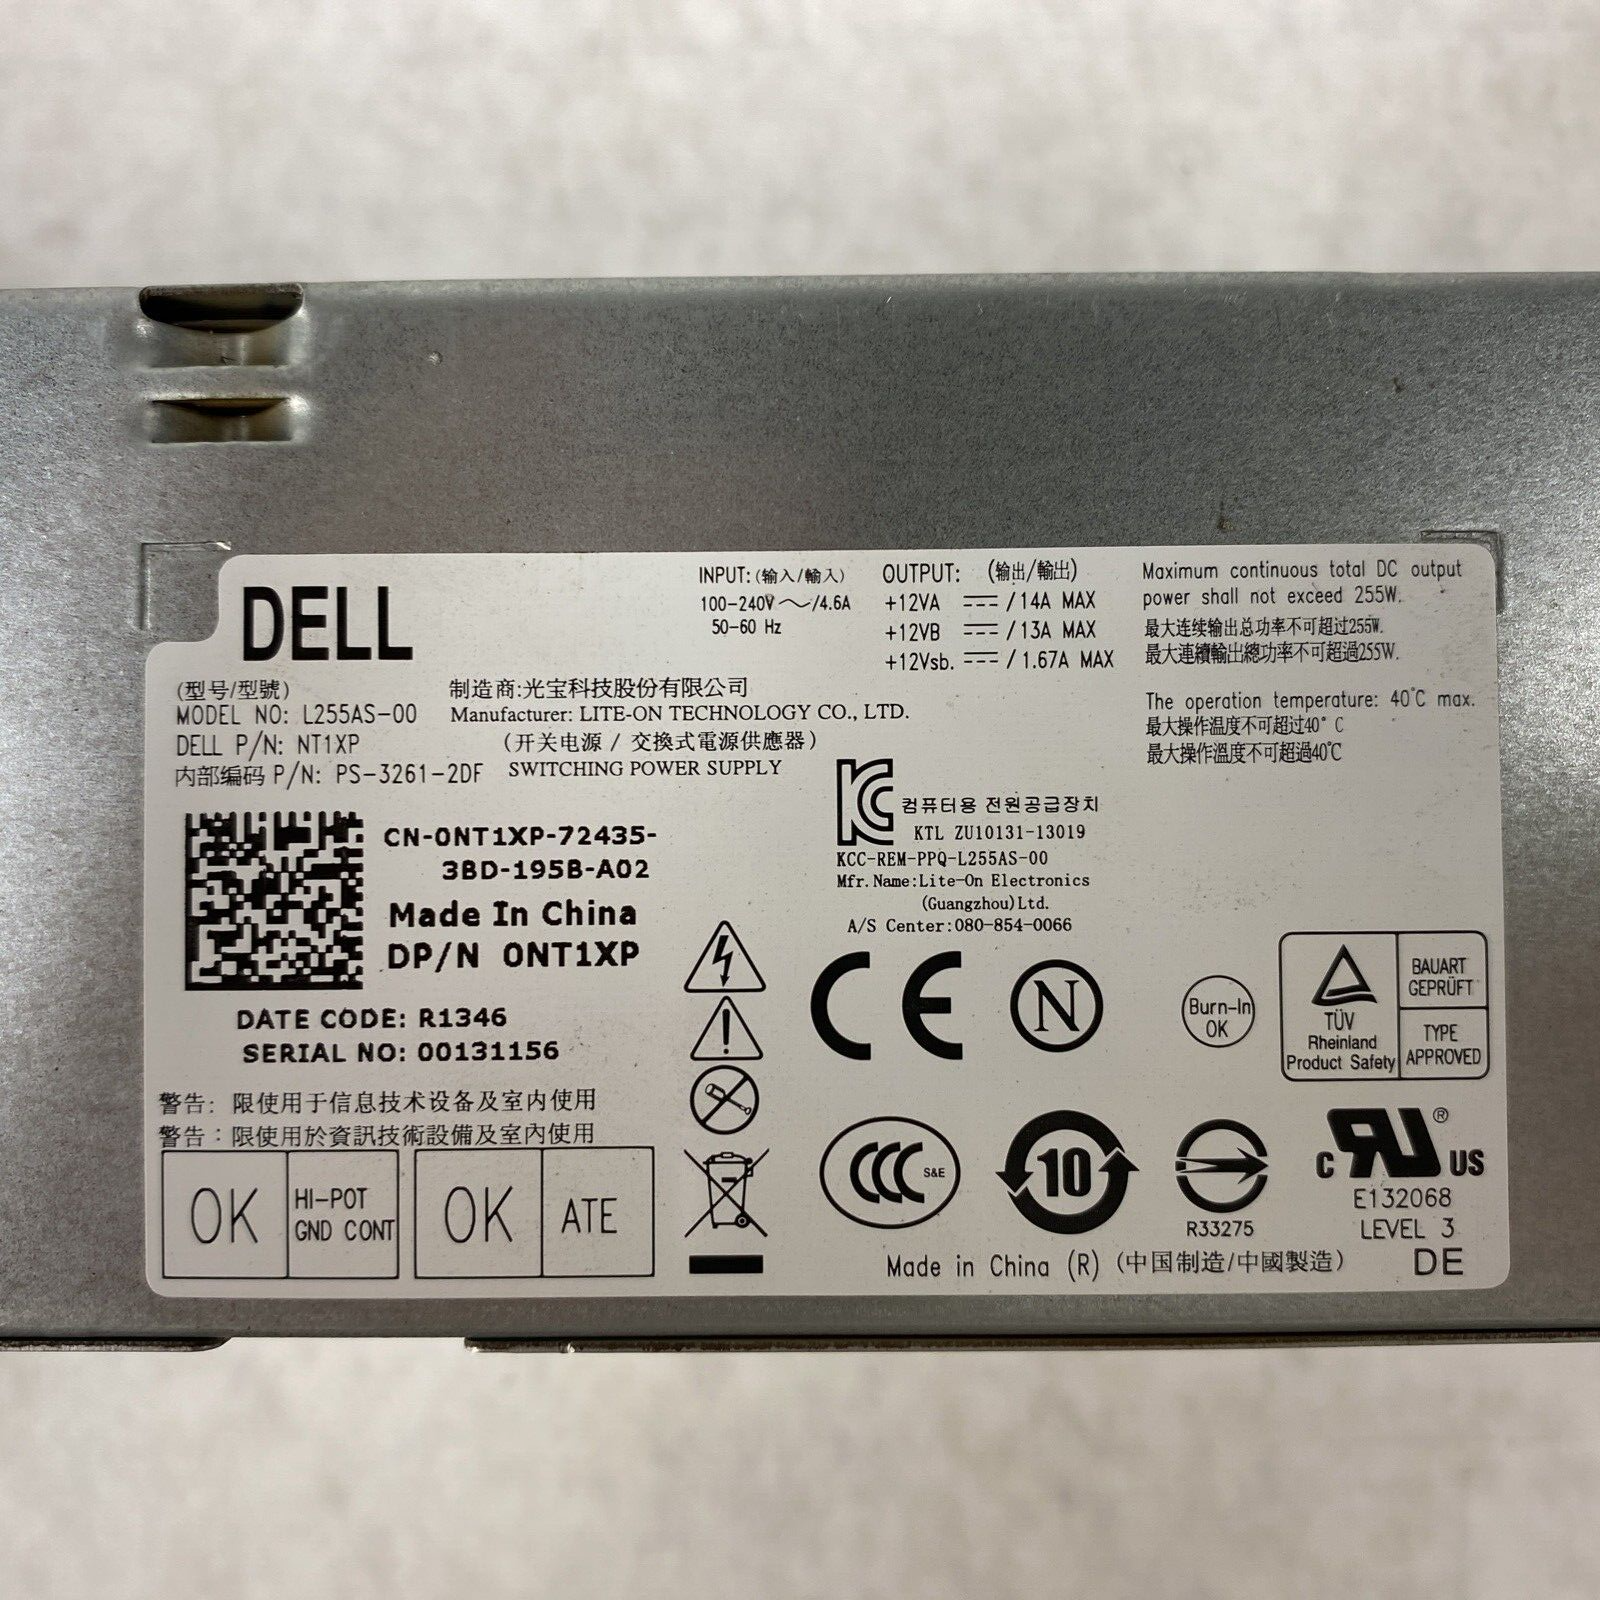 DELL
INPUT: (输入/輸入)
100-240V ~/4.6A
50-60 Hz
OUTPUT: (输出/輸出)
+12VA ⎓/14A MAX
+12VB ⎓/13A MAX
+12Vsb. ⎓/1.67A MAX
Maximum continuous total DC output
power shall not exceed 255W.
最大连续输出总功率不可超过255W.
最大連續輸出總功率不可超過255W.
The operation temperature: 40°C max.
最大操作温度不可超过40°C
最大操作溫度不可超過40°C
(型号/型號)
MODEL NO: L255AS-00
DELL P/N: NT1XP
内部编码 P/N: PS-3261-2DF
制造商:光宝科技股份有限公司
Manufacturer: LITE-ON TECHNOLOGY CO., LTD.
(开关电源 / 交換式電源供應器)
SWITCHING POWER SUPPLY
컴퓨터용 전원공급장치
KTL ZU10131-13019
KCC-REM-PPQ-L255AS-00
Mfr.Name:Lite-On Electronics
(Guangzhou)Ltd.
A/S Center:080-854-0066
CN-0NT1XP-72435-
3BD-195B-A02
Made In China
DP/N 0NT1XP
DATE CODE: R1346
SERIAL NO: 00131156
警告: 限使用于信息技术设备及室内使用
警告：限使用於資訊技術設備及室內使用
OK
HI-POT
GND CONT
OK
ATE
CE
N
Burn-In
OK
TÜV
Rheinland
Product Safety
BAUART
GEPRÜFT
TYPE
APPROVED
CCC S&E
10
R33275
C RU ® US
E132068
LEVEL 3
DE
Made in China (R) (中国制造/中國製造)